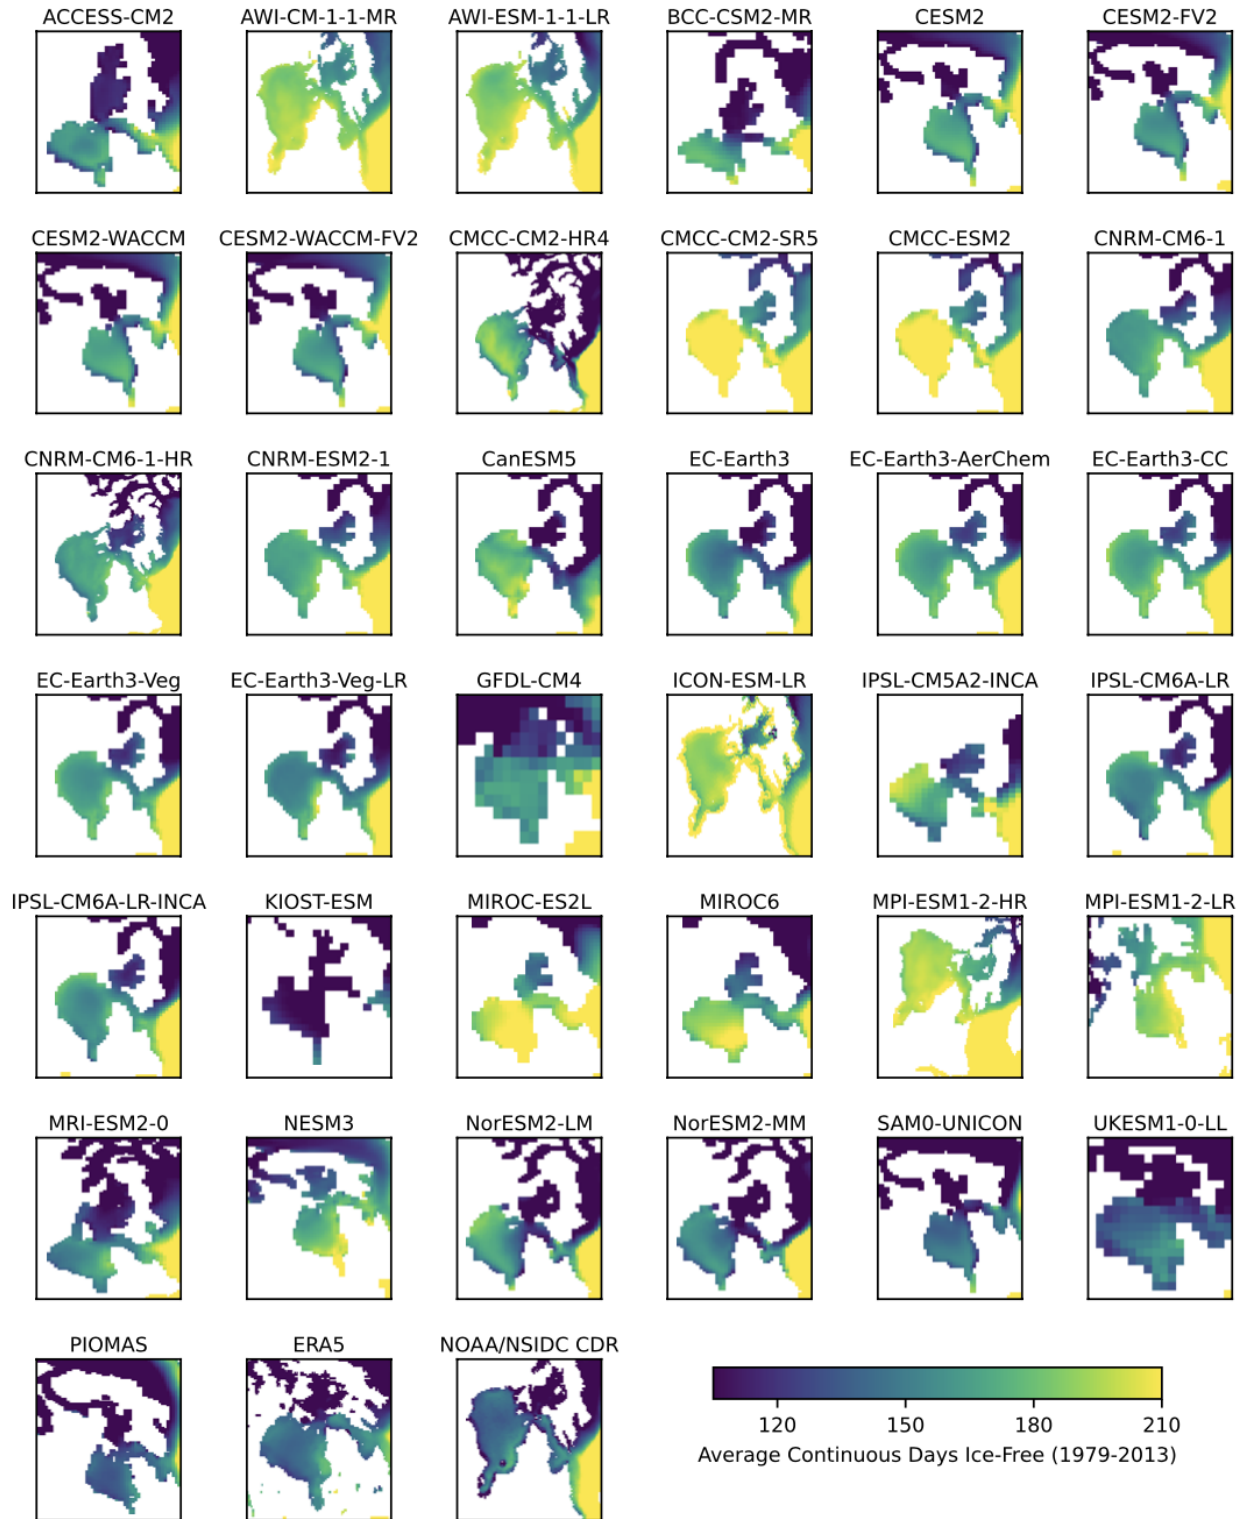 ACCESS-CM2 AWI-CM-1-1-MR AWI-ESM-1-1-LR BCC-CSM2-MR CESM2 CESM2-FV2
CESM2-WACCM CESM2-WACCM-FV2 CMCC-CM2-HR4 CMCC-CM2-SR5 CMCC-ESM2 CNRM-CM6-1
CNRM-CM6-1-HR CNRM-ESM2-1 CanESM5 EC-Earth3 EC-Earth3-AerChem EC-Earth3-CC
EC-Earth3-Veg EC-Earth3-Veg-LR GFDL-CM4 ICON-ESM-LR IPSL-CM5A2-INCA IPSL-CM6A-LR
IPSL-CM6A-LR-INCA KIOST-ESM MIROC-ES2L MIROC6 MPI-ESM1-2-HR MPI-ESM1-2-LR
MRI-ESM2-0 NESM3 NorESM2-LM NorESM2-MM SAM0-UNICON UKESM1-0-LL
PIOMAS ERA5 NOAA/NSIDC CDR
120 150 180 210
Average Continuous Days Ice-Free (1979-2013)